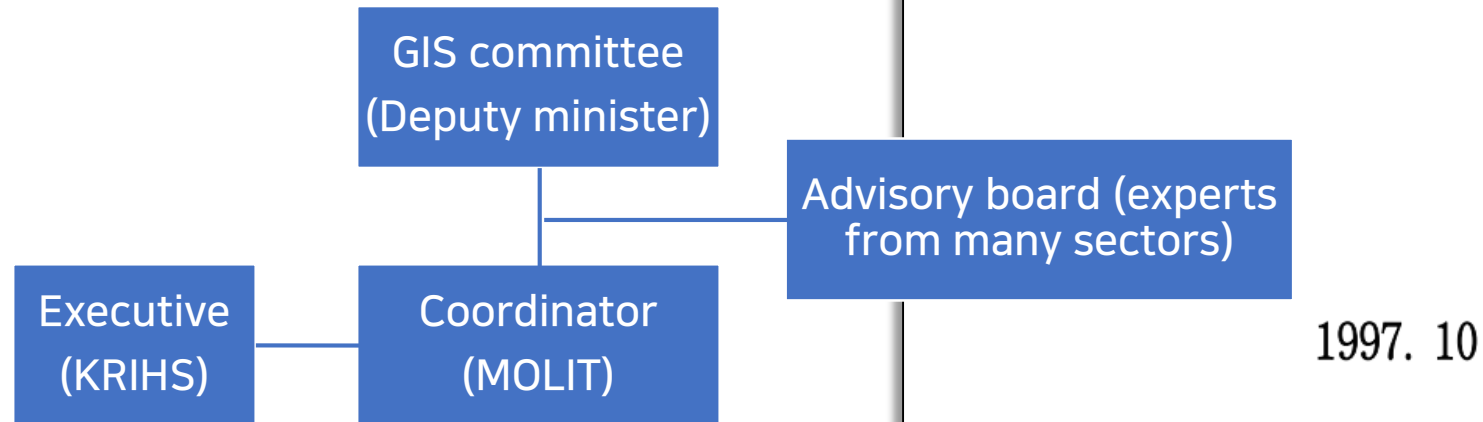 GIS committee
(Deputy minister)
Advisory board (experts
from many sectors)
Executive
(KRIHS)
Coordinator
(MOLIT)
1997. 10